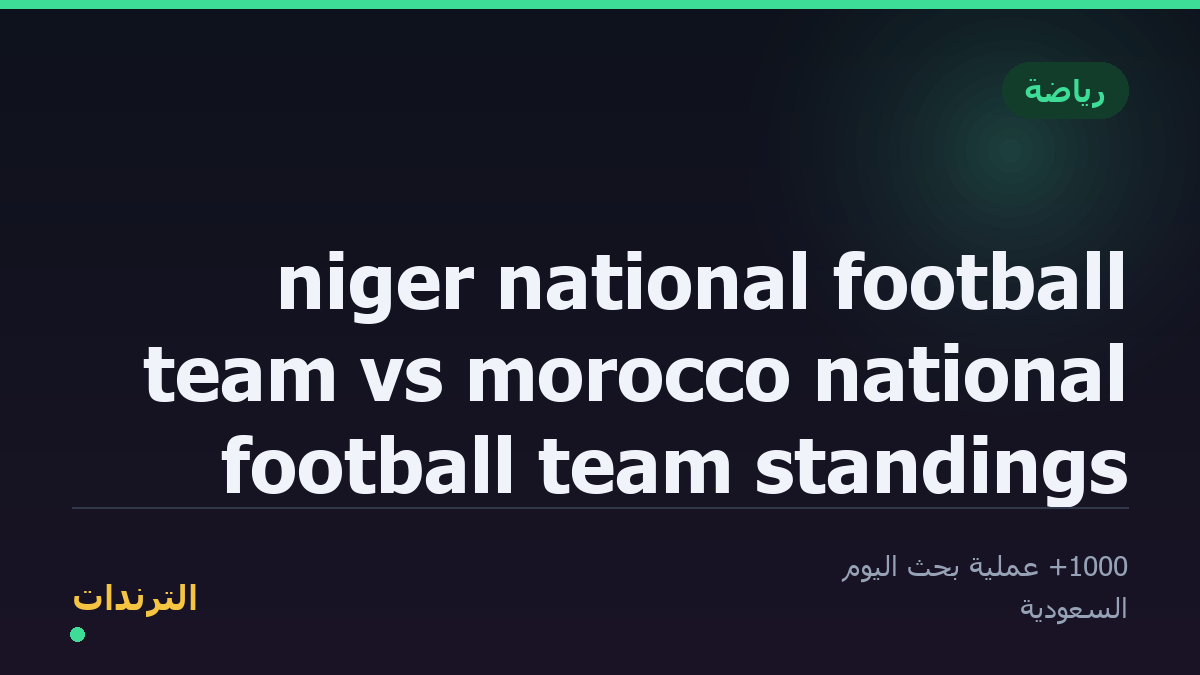 رياضة
niger national football
team vs morocco national
football team standings
1000+ عملية بحث اليوم
السعودية
الترندات